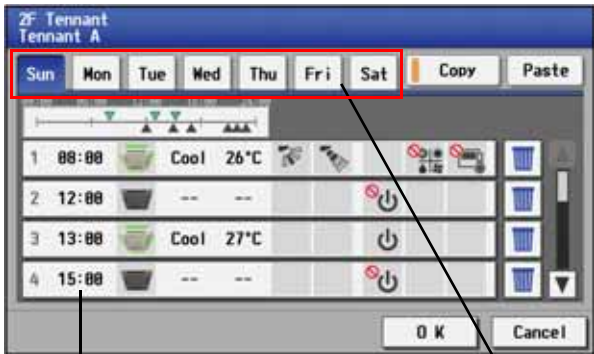 2F Tennant
Tennant A
Sun Mon Tue Wed Thu Fri Sat Copy Paste
1 08:00 Cool 26°C
2 12:00 -- --
3 13:00 Cool 27°C
4 15:00 -- --
OK Cancel